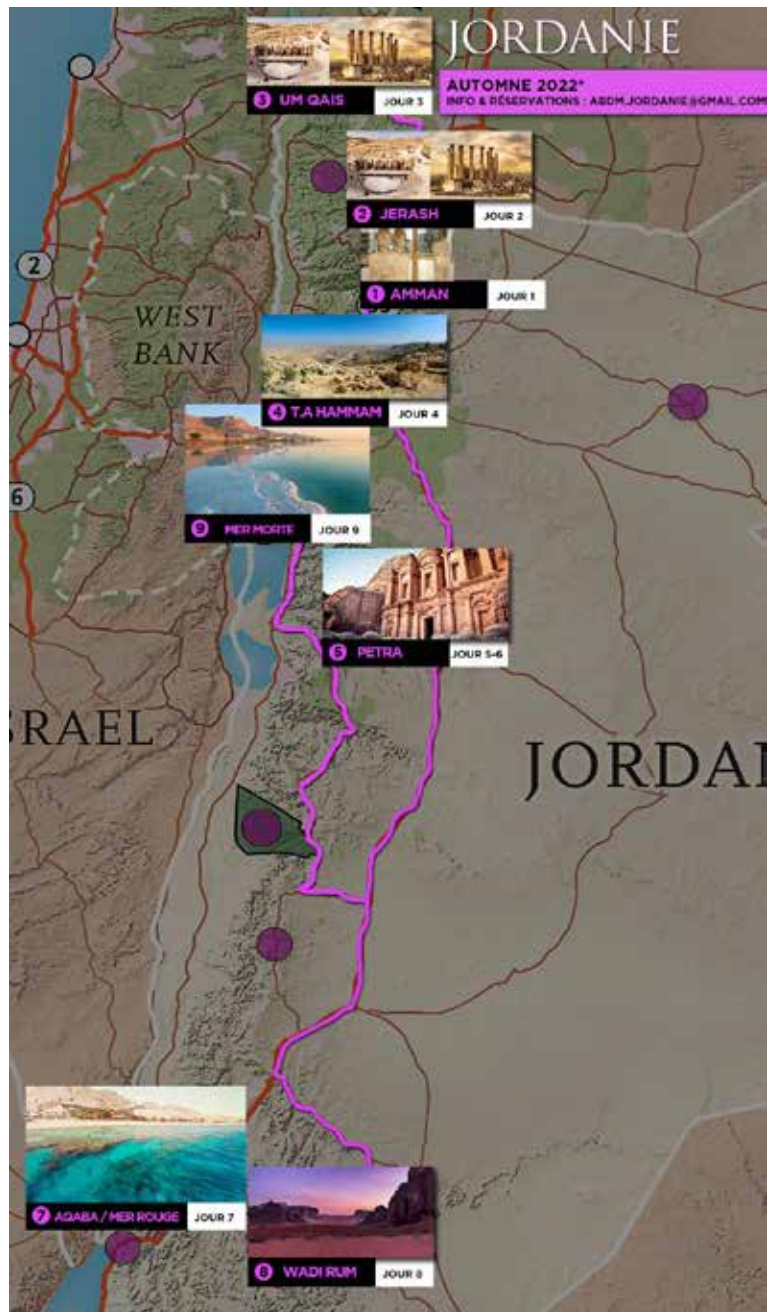 JORDANIE
AUTOMNE 2022*
INFO & RÉSERVATIONS : ABDM.JORDANIE@GMAIL.COM
3 UM QAIS JOUR 3
2 JERASH JOUR 2
2
1 AMMAN JOUR 1
WEST
BANK
4 T.A HAMMAM JOUR 4
6
9 MER MORTE JOUR 9
5 PETRA JOUR 5-6
SRAEL
JORDA
7 AQABA / MER ROUGE JOUR 7
8 WADI RUM JOUR 8